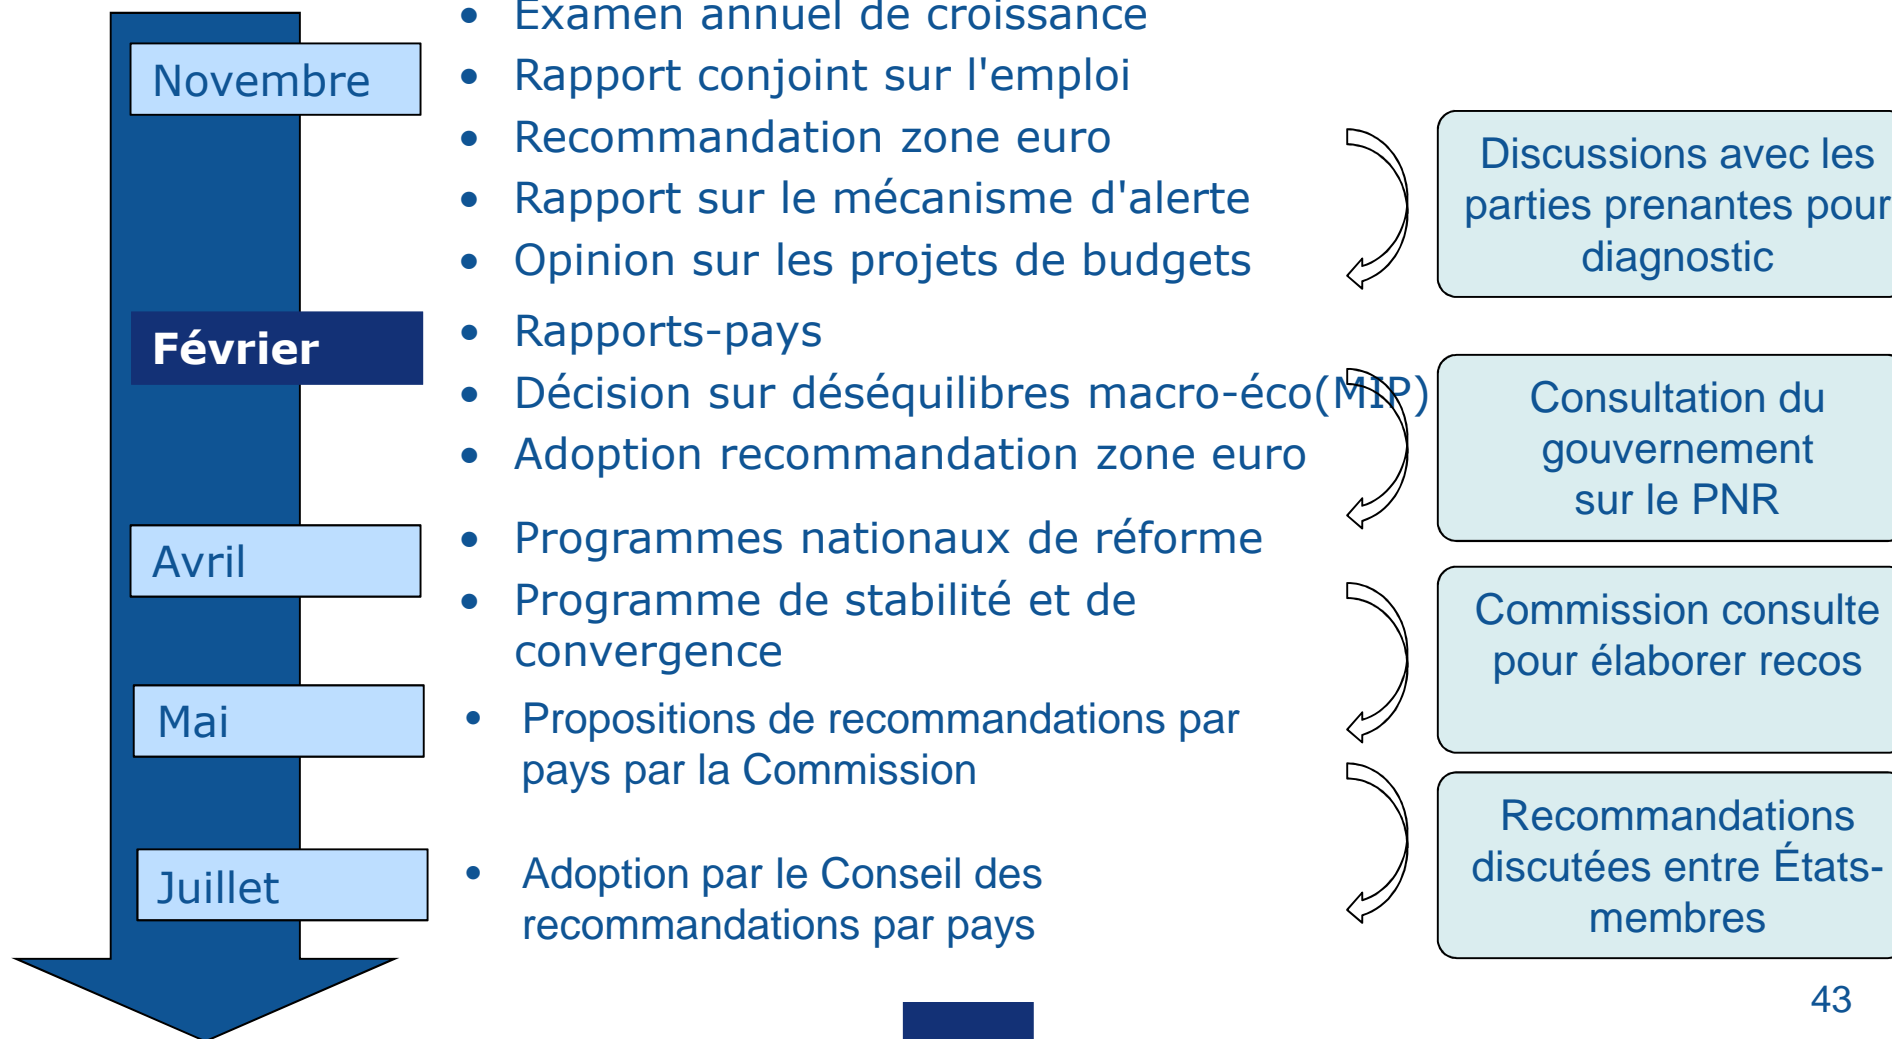 Novembre
• Examen annuel de croissance
• Rapport conjoint sur l'emploi
• Recommandation zone euro
• Rapport sur le mécanisme d'alerte
• Opinion sur les projets de budgets
Discussions avec les
parties prenantes pour
diagnostic
Février
• Rapports-pays
• Décision sur déséquilibres macro-éco(MIP)
• Adoption recommandation zone euro
Consultation du
gouvernement
sur le PNR
Avril
• Programmes nationaux de réforme
• Programme de stabilité et de
convergence
Commission consulte
pour élaborer recos
Mai
• Propositions de recommandations par
pays par la Commission
Recommandations
discutées entre États-
membres
Juillet
• Adoption par le Conseil des
recommandations par pays
43